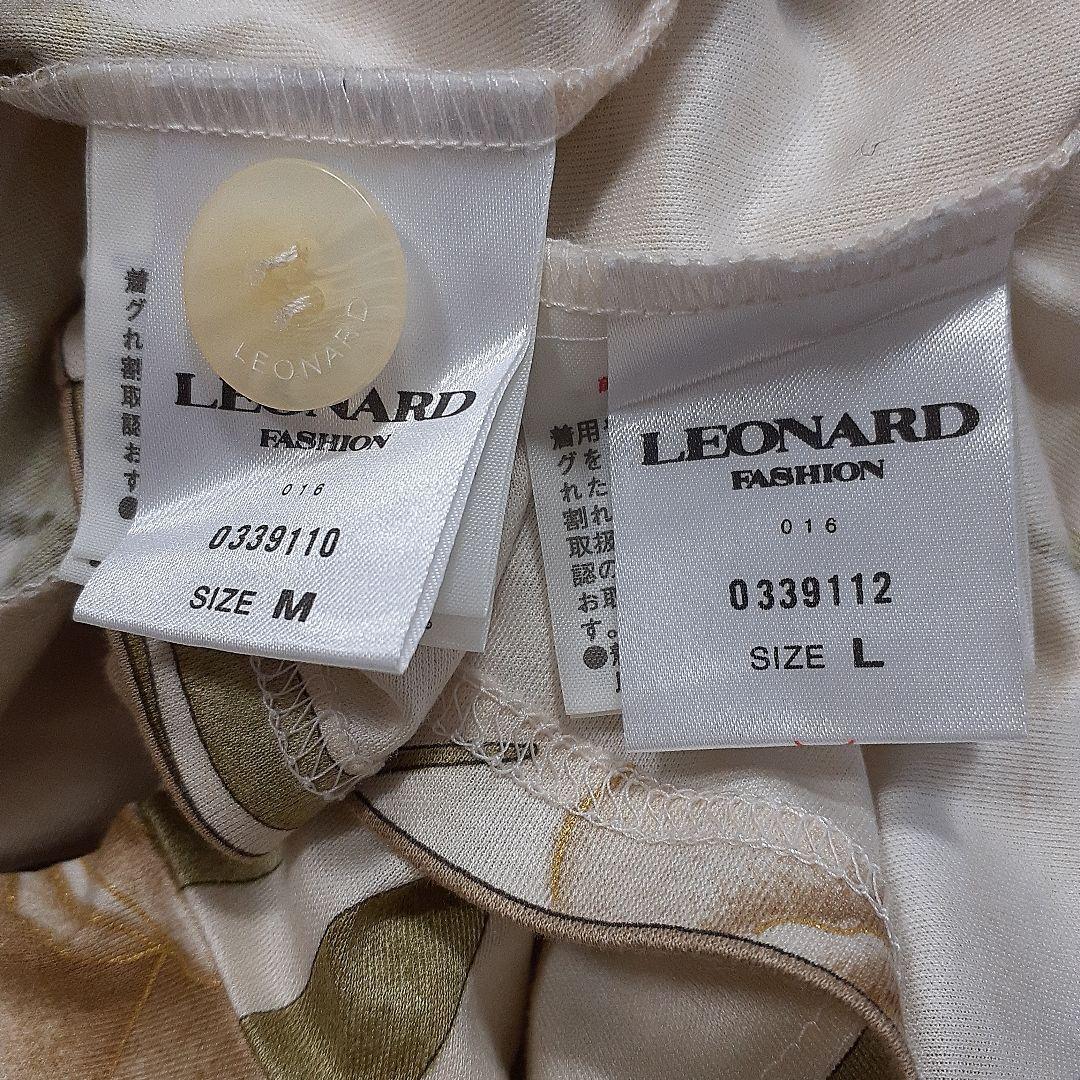 LEONARD
LEONARD
FASHION
016
0339110
SIZE M
着
グ
れ
割
取
認
お
す
●
LEONARD
FASHION
016
0339112
SIZE L
着用
グを
れた
割れ
取扱
認の
お取
す。
●